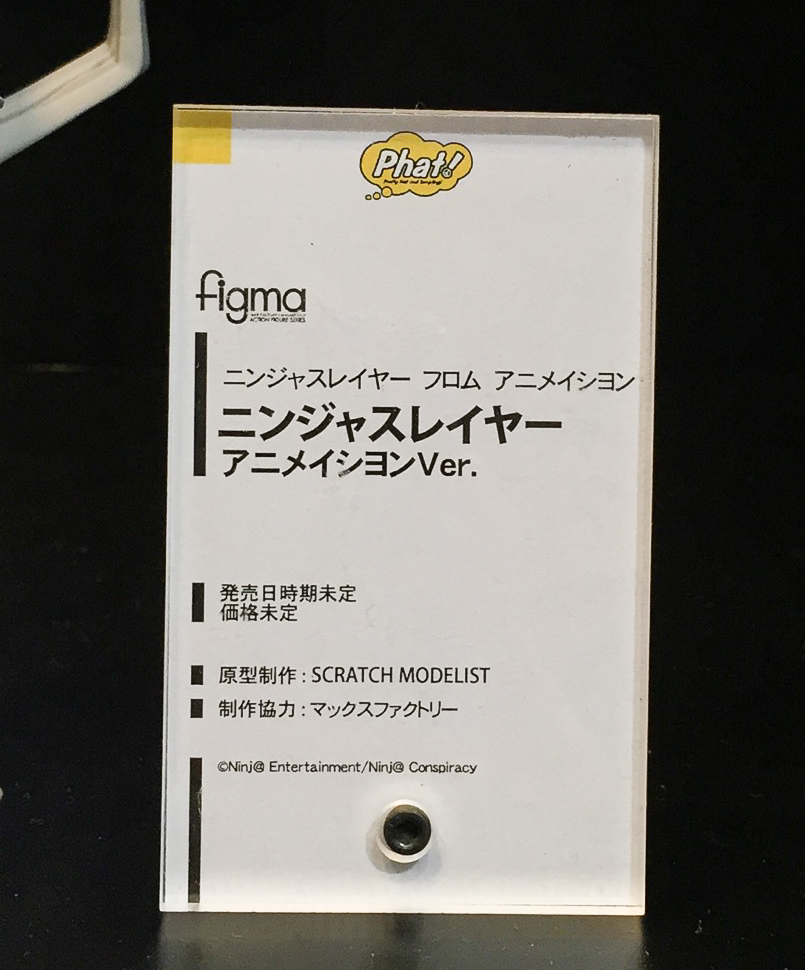 Phat!
figma
ACTION FIGURE SERIES
ニンジャスレイヤー フロム アニメイシヨン
ニンジャスレイヤー
アニメイシヨンVer.
発売日時期未定
価格未定
原型制作 : SCRATCH MODELIST
制作協力 : マックスファクトリー
©Ninj@ Entertainment/Ninj@ Conspiracy